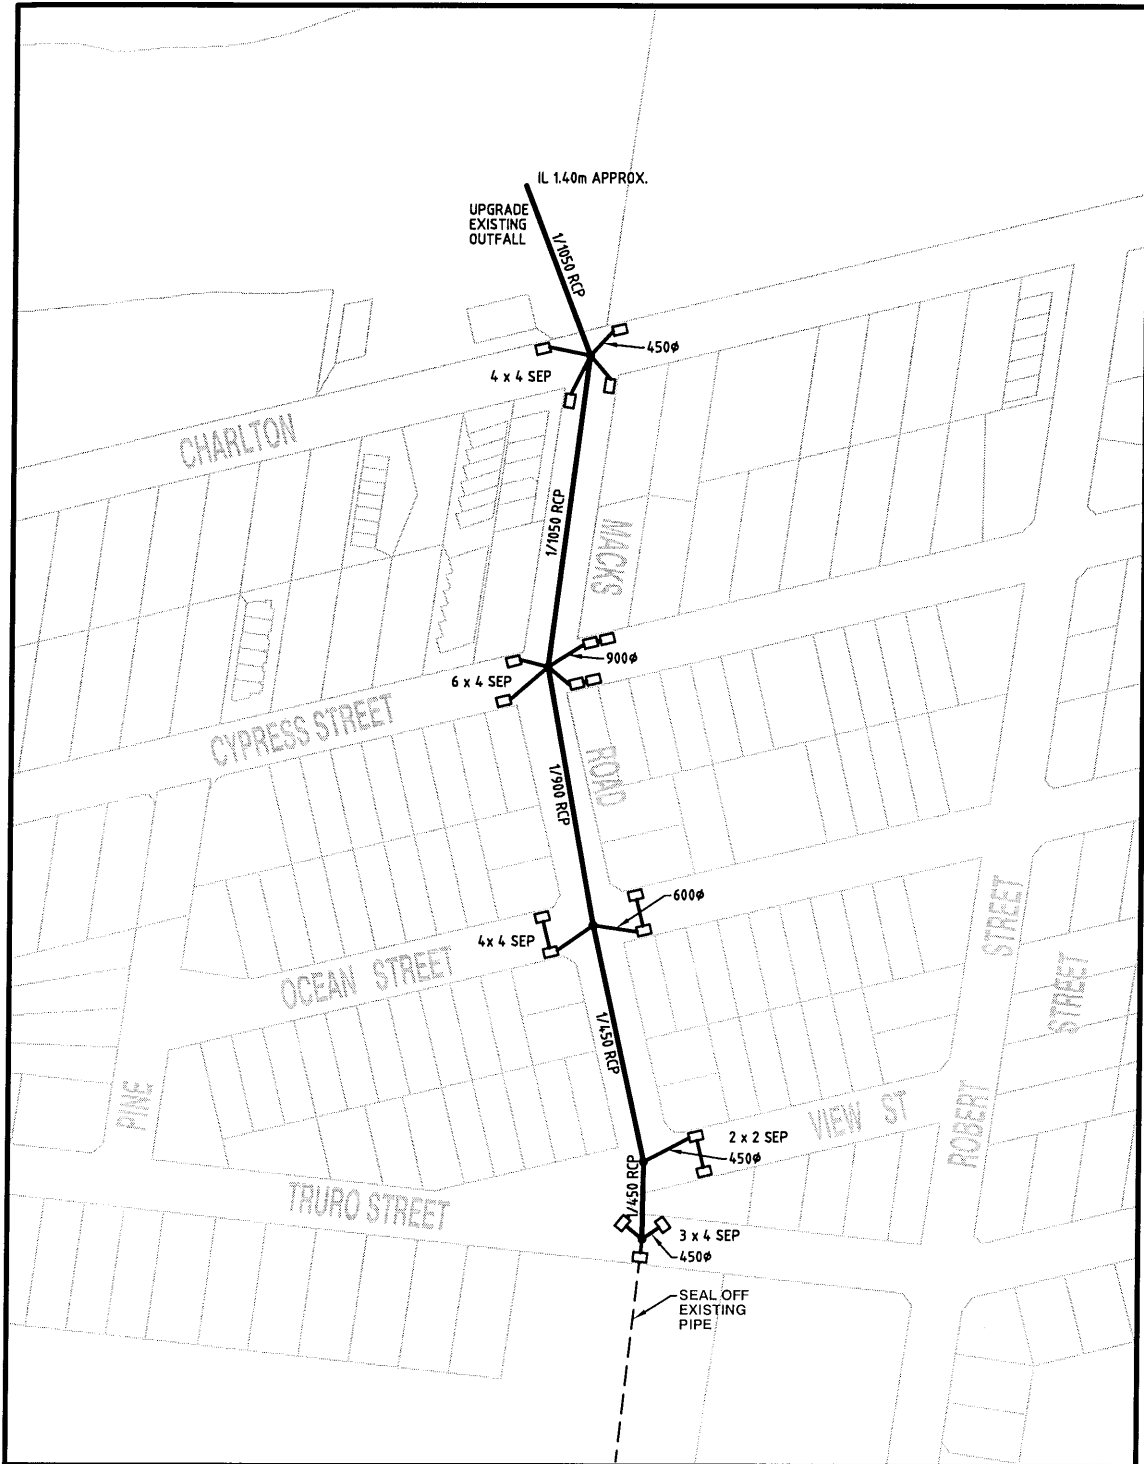 IL 1.40m APPROX.
UPGRADE
EXISTING
OUTFALL
1/1050 RCP
450ø
4 x 4 SEP
CHARLTON
1/1050 RCP
MACKS
900ø
6 x 4 SEP
CYPRESS STREET
ROAD
1/900 RCP
600ø
4x 4 SEP
OCEAN STREET
STREET
STREET
1/450 RCP
PINE
VIEW ST
ROBERT
2 x 2 SEP
450ø
1/450 RCP
TRURO STREET
3 x 4 SEP
450ø
SEAL OFF
EXISTING
PIPE